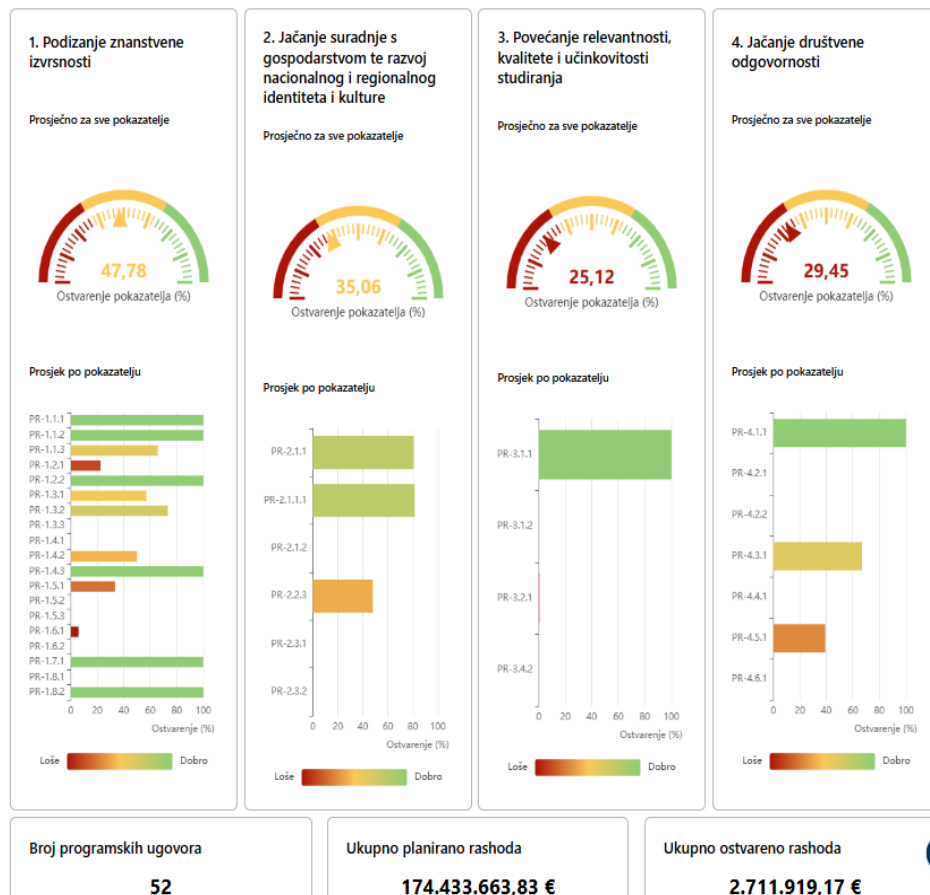 1. Podizanje znanstvene
izvrsnosti
Prosječno za sve pokazatelje
47,78
Ostvarenje pokazatelja (%)
Prosjek po pokazatelju
PR-1.1.1
PR-1.1.2
PR-1.1.3
PR-1.2.1
PR-1.2.2
PR-1.3.1
PR-1.3.2
PR-1.3.3
PR-1.4.1
PR-1.4.2
PR-1.4.3
PR-1.5.1
PR-1.5.2
PR-1.5.3
PR-1.6.1
PR-1.6.2
PR-1.7.1
PR-1.8.1
PR-1.8.2
0 20 40 60 80 100
Ostvarenje (%)
Loše Dobro
2. Jačanje suradnje s
gospodarstvom te razvoj
nacionalnog i regionalnog
identiteta i kulture
Prosječno za sve pokazatelje
35,06
Ostvarenje pokazatelja (%)
Prosjek po pokazatelju
PR-2.1.1
PR-2.1.1.1
PR-2.1.2
PR-2.2.3
PR-2.3.1
PR-2.3.2
0 20 40 60 80 100
Ostvarenje (%)
Loše Dobro
3. Povećanje relevantnosti,
kvalitete i učinkovitosti
studiranja
Prosječno za sve pokazatelje
25,12
Ostvarenje pokazatelja (%)
Prosjek po pokazatelju
PR-3.1.1
PR-3.1.2
PR-3.2.1
PR-3.4.2
0 20 40 60 80 100
Ostvarenje (%)
Loše Dobro
4. Jačanje društvene
odgovornosti
Prosječno za sve pokazatelje
29,45
Ostvarenje pokazatelja (%)
Prosjek po pokazatelju
PR-4.1.1
PR-4.2.1
PR-4.2.2
PR-4.3.1
PR-4.4.1
PR-4.5.1
PR-4.6.1
0 20 40 60 80 100
Ostvarenje (%)
Loše Dobro
Broj programskih ugovora
52
Ukupno planirano rashoda
174.433.663,83 €
Ukupno ostvareno rashoda
2.711.919,17 €